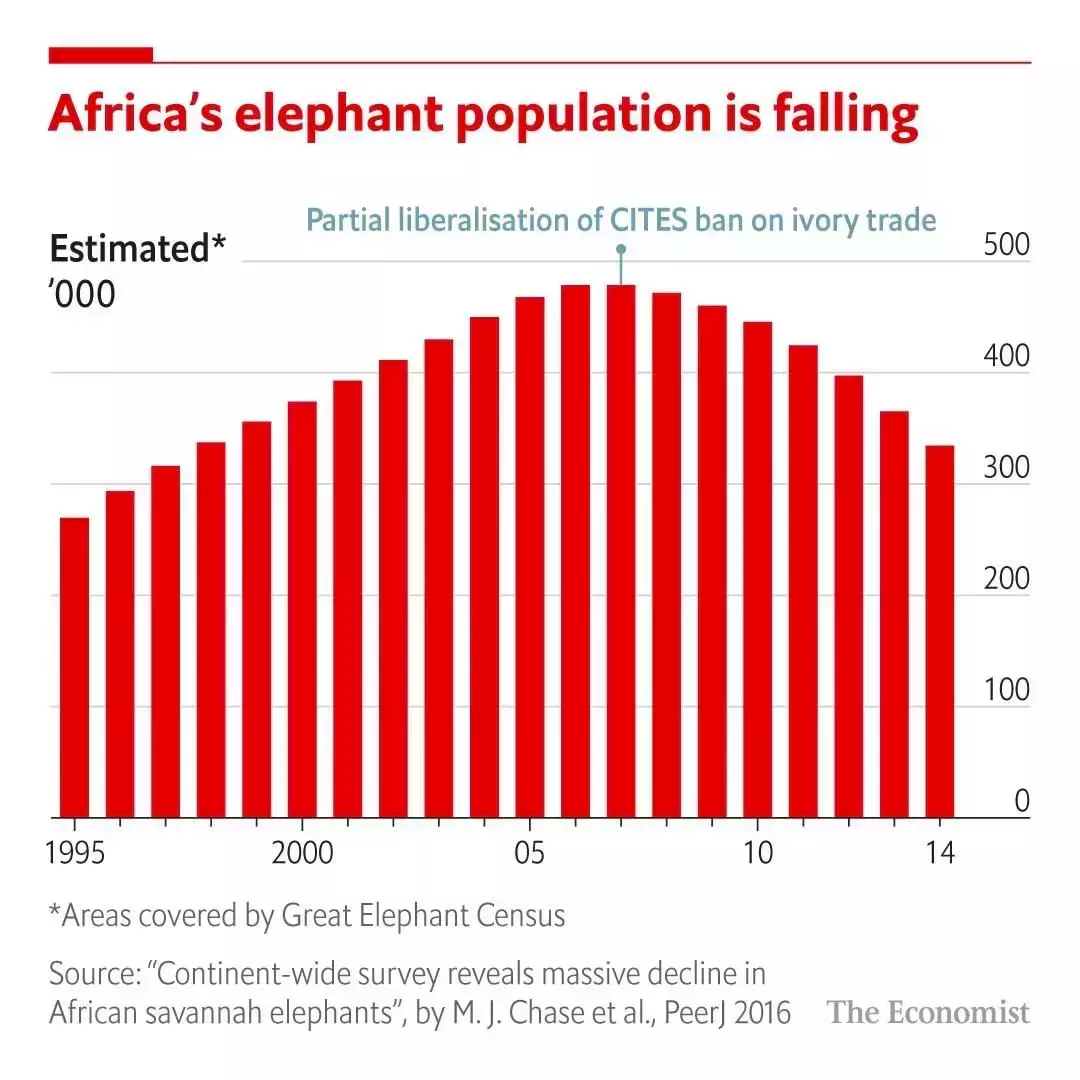 Africa’s elephant population is falling
Partial liberalisation of CITES ban on ivory trade
Estimated*
’000
500
400
300
200
100
0
1995 2000 05 10 14
*Areas covered by Great Elephant Census
Source: “Continent-wide survey reveals massive decline in
African savannah elephants”, by M. J. Chase et al., PeerJ 2016
The Economist